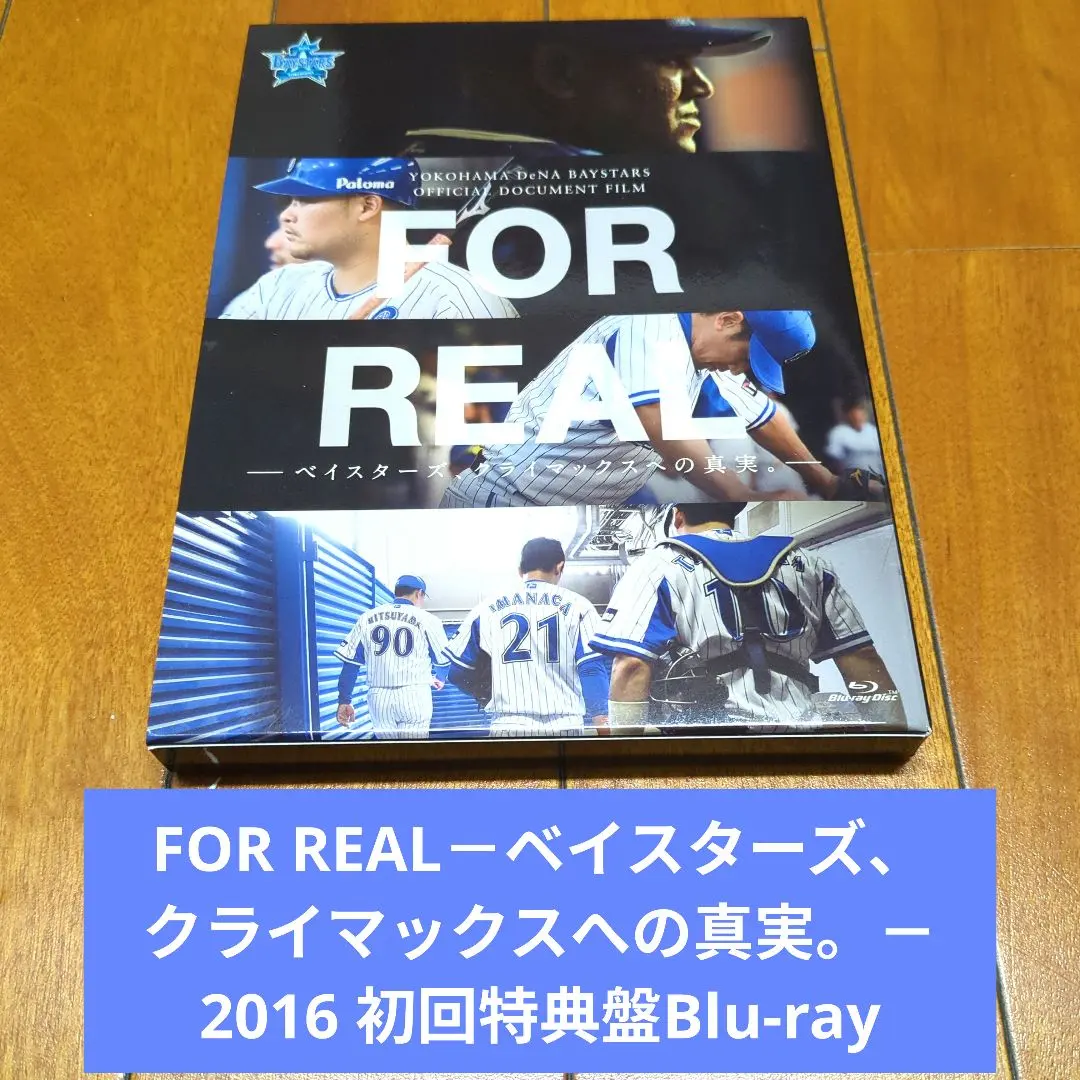 BAYSTARS
YOKOHAMA DeNA BAYSTARS
OFFICIAL DOCUMENT FILM
Paloma
FOR
REAL
── ベイスターズ、クライマックスへの真実。──
MITSUYAMA
90
IMANAGA
21
10
Blu-ray Disc™
FOR REAL－ベイスターズ、
クライマックスへの真実。－
2016 初回特典盤Blu-ray